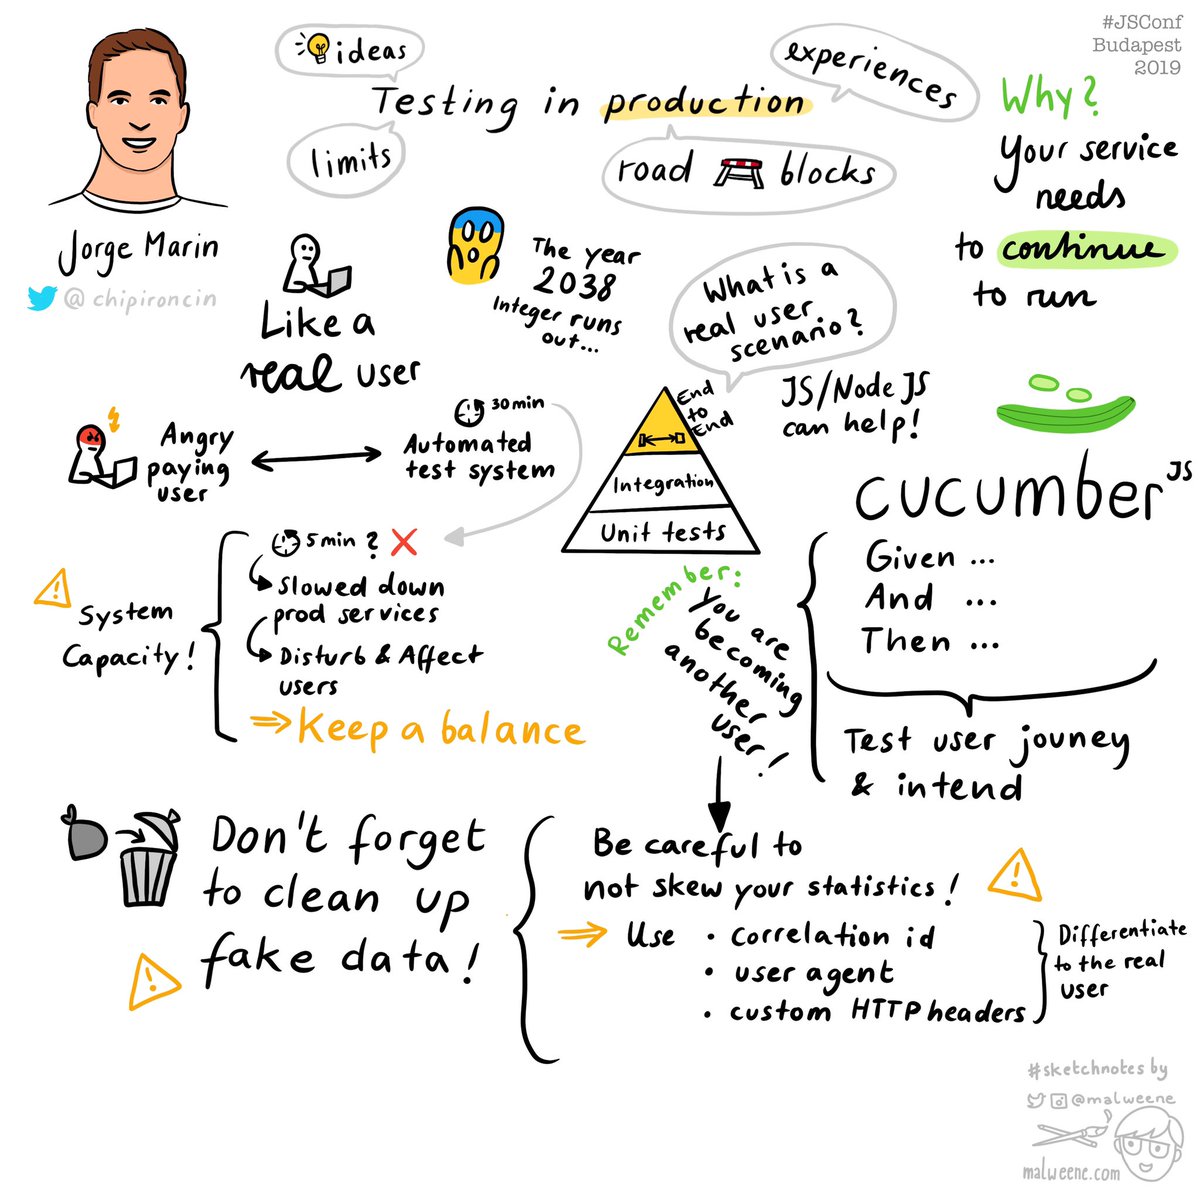 #JSConf
Budapest
2019
ideas
Testing in production
experiences
limits
road blocks
Jorge Marin
@chipironcin
Why?
Your service
needs
to continue
to run
Like a
real user
The year
2038
Integer runs
out...
What is a
real user
scenario?
Angry
paying
user
30 min
Automated
test system
End
to
End
Integration
Unit tests
JS/Node JS
can help!
cucumber JS
Given ...
And ...
Then ...
Test user jouney
& intend
System
Capacity!
5 min ?
Slowed down
prod services
Disturb & Affect
users
⇒ Keep a balance
Remember:
You are
becoming
another
user!
Don't forget
to clean up
fake data!
Be careful to
not skew your statistics!
⇒ Use • correlation id
• user agent
• custom HTTP headers
Differentiate
to the real
user
#sketchnotes by
@malweene
malweene.com